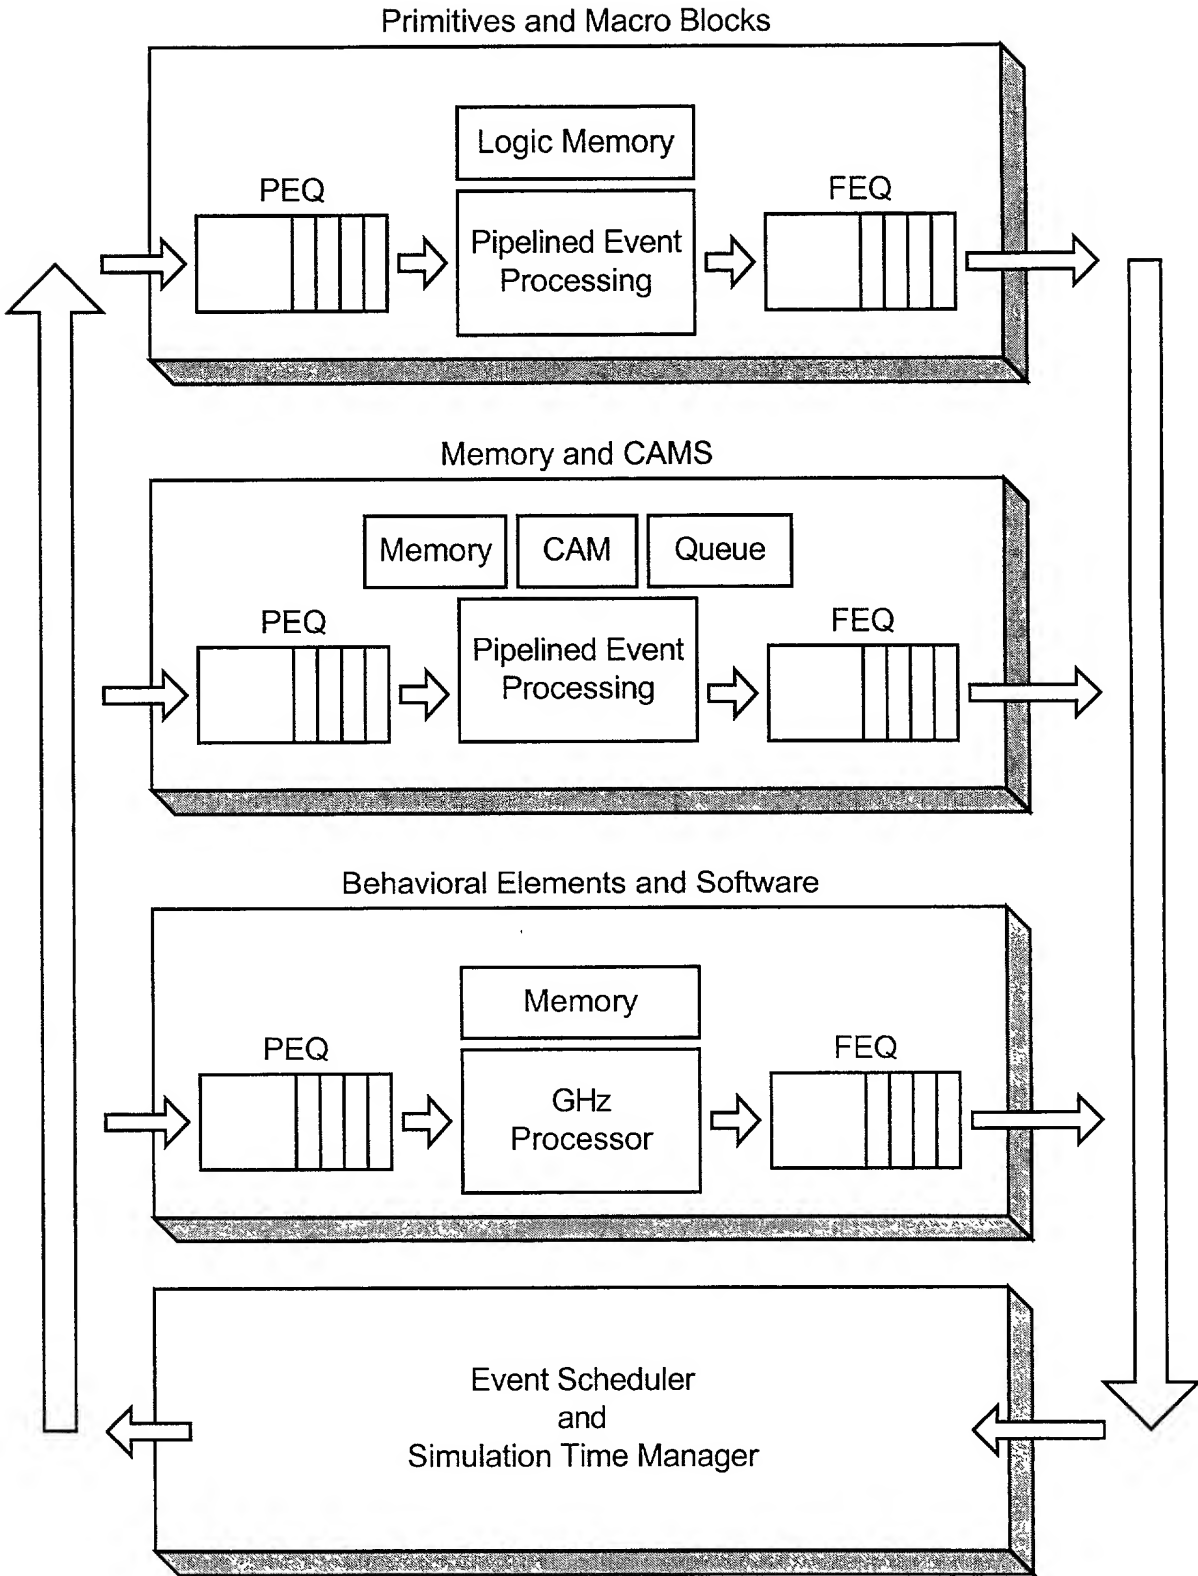 Primitives and Macro Blocks
Logic Memory
PEQ
FEQ
Pipelined Event
Processing
Memory and CAMS
Memory
CAM
Queue
PEQ
FEQ
Pipelined Event
Processing
Behavioral Elements and Software
Memory
PEQ
FEQ
GHz
Processor
Event Scheduler
and
Simulation Time Manager